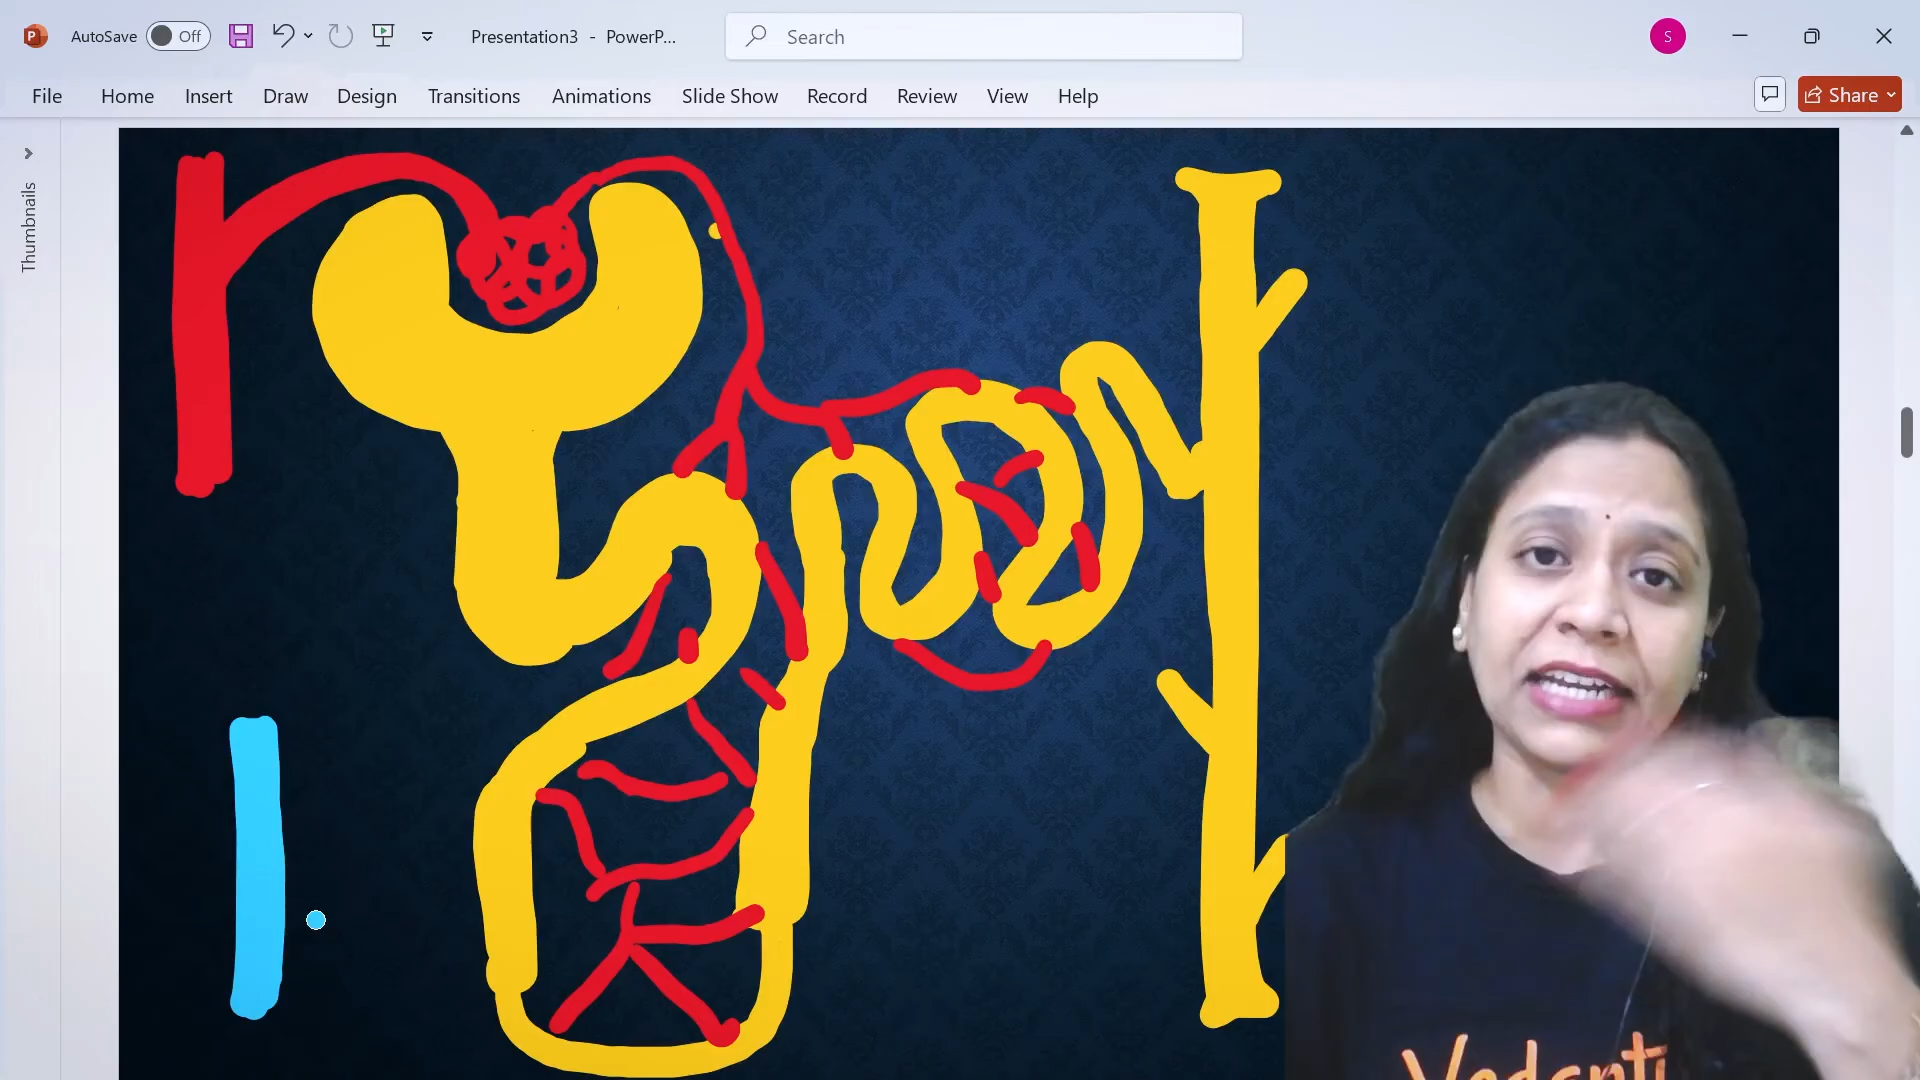 AutoSave Off Presentation3 - PowerP... Search S
File Home Insert Draw Design Transitions Animations Slide Show Record Review View Help Share
Thumbnails
Vedantu